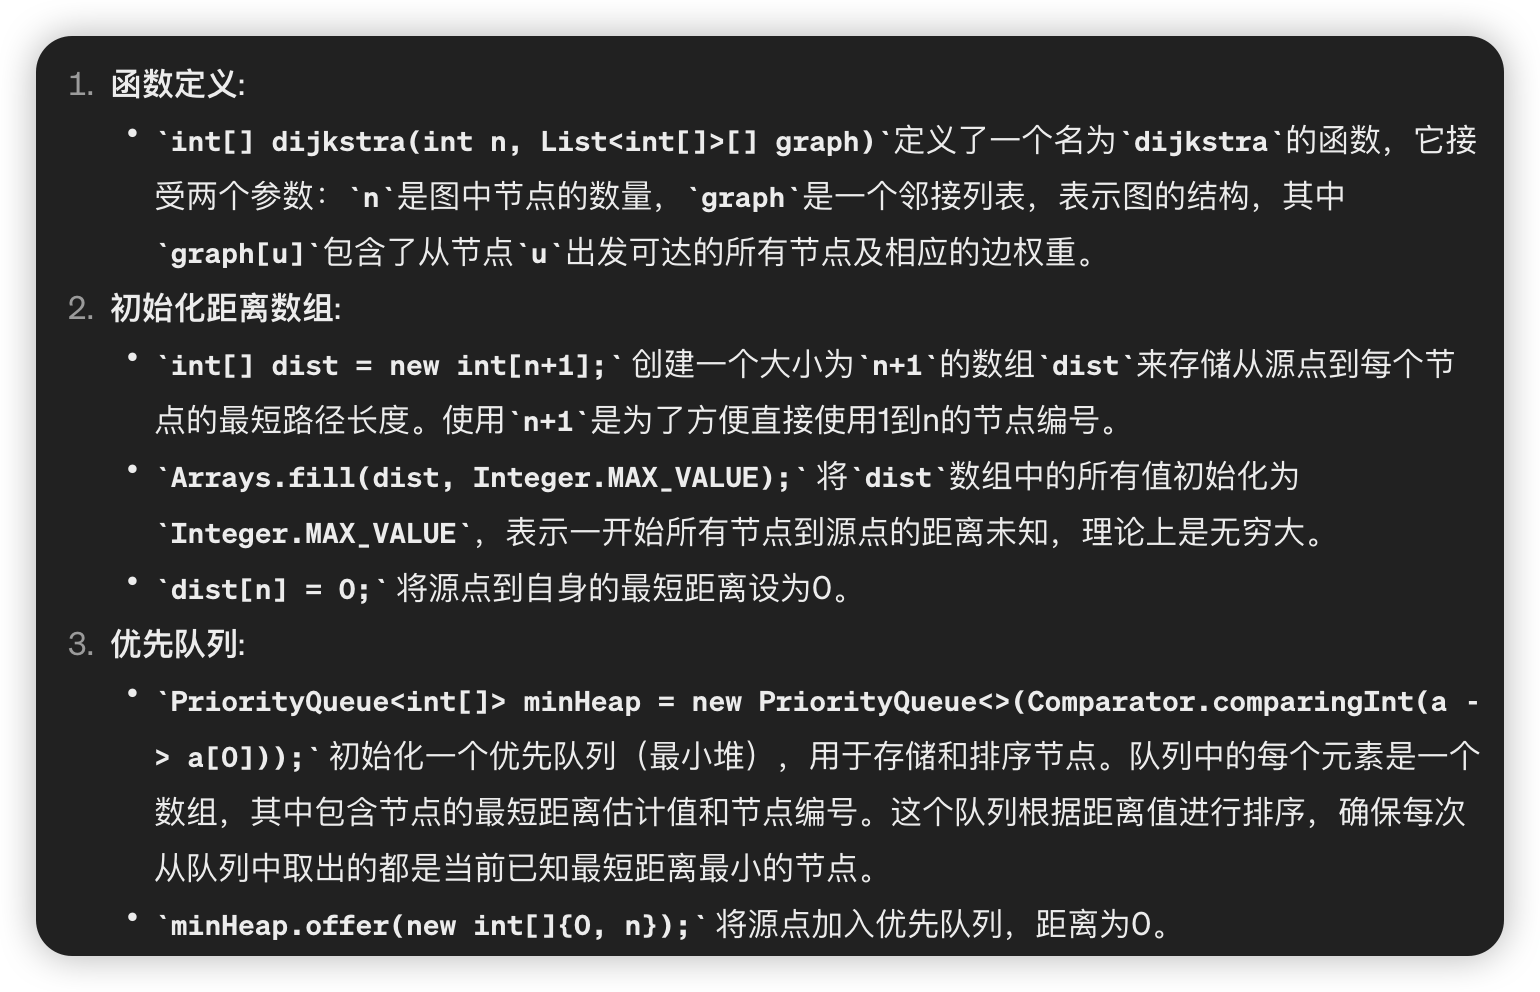 1. 函数定义:
• `int[] dijkstra(int n, List<int[]>[] graph)`定义了一个名为`dijkstra`的函数，它接
受两个参数：`n`是图中节点的数量，`graph`是一个邻接列表，表示图的结构，其中
`graph[u]`包含了从节点`u`出发可达的所有节点及相应的边权重。
2. 初始化距离数组:
• `int[] dist = new int[n+1];` 创建一个大小为`n+1`的数组`dist`来存储从源点到每个节
点的最短路径长度。使用`n+1`是为了方便直接使用1到n的节点编号。
• `Arrays.fill(dist, Integer.MAX_VALUE);` 将`dist`数组中的所有值初始化为
`Integer.MAX_VALUE`，表示一开始所有节点到源点的距离未知，理论上是无穷大。
• `dist[n] = 0;` 将源点到自身的最短距离设为0。
3. 优先队列:
• `PriorityQueue<int[]> minHeap = new PriorityQueue<>(Comparator.comparingInt(a -
> a[0]));` 初始化一个优先队列（最小堆），用于存储和排序节点。队列中的每个元素是一个
数组，其中包含节点的最短距离估计值和节点编号。这个队列根据距离值进行排序，确保每次
从队列中取出的都是当前已知最短距离最小的节点。
• `minHeap.offer(new int[]{0, n});` 将源点加入优先队列，距离为0。